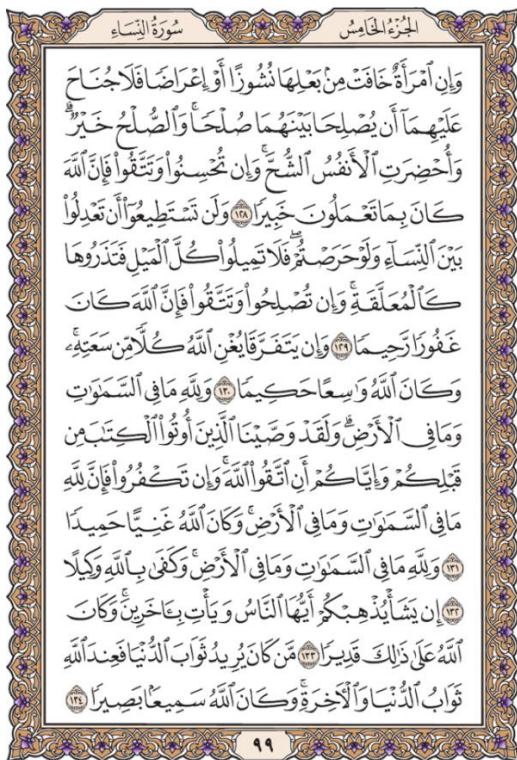 الجُزْءُ الخَامِسُ
سُورَةُ النِّسَاءِ
وَإِنِ ٱمۡرَأَةٌ خَافَتۡ مِنۢ بَعۡلِهَا نُشُوزًا أَوۡ إِعۡرَاضٗا فَلَا جُنَاحَ
عَلَيۡهِمَآ أَن يُصۡلِحَا بَيۡنَهُمَا صُلۡحٗاۚ وَٱلصُّلۡحُ خَيۡرٞۗ
وَأُحۡضِرَتِ ٱلۡأَنفُسُ ٱلشُّحَّۚ وَإِن تُحۡسِنُواْ وَتَتَّقُواْ فَإِنَّ ٱللَّهَ
كَانَ بِمَا تَعۡمَلُونَ خَبِيرٗا ١٢٨ وَلَن تَسۡتَطِيعُوٓاْ أَن تَعۡدِلُواْ
بَيۡنَ ٱلنِّسَآءِ وَلَوۡ حَرَصۡتُمۡۖ فَلَا تَمِيلُواْ كُلَّ ٱلۡمَيۡلِ فَتَذَرُوهَا
كَٱلۡمُعَلَّقَةِۚ وَإِن تُصۡلِحُواْ وَتَتَّقُواْ فَإِنَّ ٱللَّهَ كَانَ
غَفُورٗا رَّحِيمٗا ١٢٩ وَإِن يَتَفَرَّقَا يُغۡنِ ٱللَّهُ كُلّٗا مِّن سَعَتِهِۦۚ
وَكَانَ ٱللَّهُ وَٰسِعًا حَكِيمٗا ١٣٠ وَلِلَّهِ مَا فِي ٱلسَّمَٰوَٰتِ
وَمَا فِي ٱلۡأَرۡضِۗ وَلَقَدۡ وَصَّيۡنَا ٱلَّذِينَ أُوتُواْ ٱلۡكِتَٰبَ مِن
قَبۡلِكُمۡ وَإِيَّاكُمۡ أَنِ ٱتَّقُواْ ٱللَّهَۚ وَإِن تَكۡفُرُواْ فَإِنَّ لِلَّهِ
مَا فِي ٱلسَّمَٰوَٰتِ وَمَا فِي ٱلۡأَرۡضِۚ وَكَانَ ٱللَّهُ غَنِيًّا حَمِيدٗا
١٣١ وَلِلَّهِ مَا فِي ٱلسَّمَٰوَٰتِ وَمَا فِي ٱلۡأَرۡضِۚ وَكَفَىٰ بِٱللَّهِ وَكِيلًا
١٣٢ إِن يَشَأۡ يُذۡهِبۡكُمۡ أَيُّهَا ٱلنَّاسُ وَيَأۡتِ بِـَٔاخَرِينَۚ وَكَانَ
ٱللَّهُ عَلَىٰ ذَٰلِكَ قَدِيرٗا ١٣٣ مَّن كَانَ يُرِيدُ ثَوَابَ ٱلدُّنۡيَا فَعِندَ ٱللَّهِ
ثَوَابُ ٱلدُّنۡيَا وَٱلۡأٓخِرَةِۚ وَكَانَ ٱللَّهُ سَمِيعَۢا بَصِيرٗا ١٣٤
٩٩